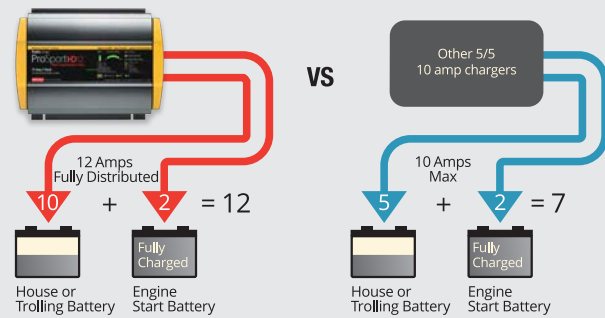 ProSportHD12
VS
Other 5/5
10 amp chargers
12 Amps
Fully Distributed
10 + 2 = 12
Fully
Charged
House or
Trolling Battery
Engine
Start Battery
10 Amps
Max
5 + 2 = 7
Fully
Charged
House or
Trolling Battery
Engine
Start Battery